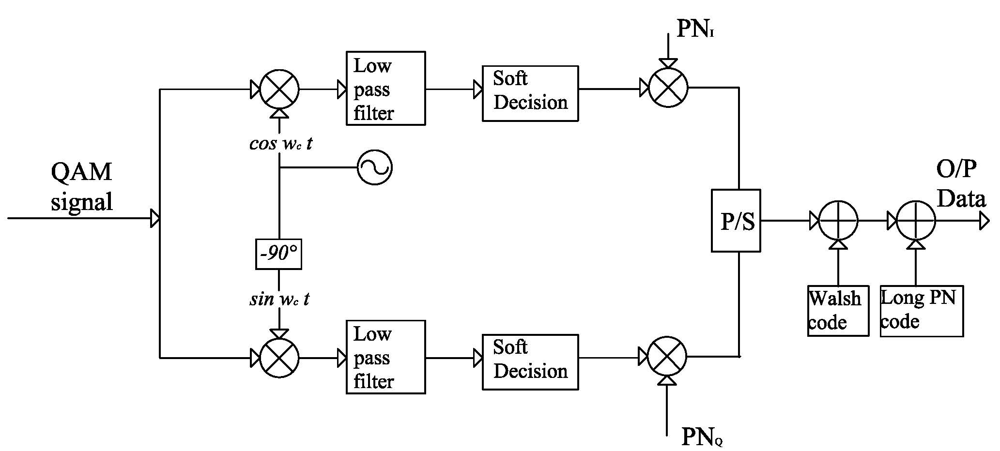 PNI
Low
pass
filter
Soft
Decision
cos wc t
QAM
signal
O/P
Data
P/S
-90°
sin wc t
Walsh
code
Long PN
code
Low
pass
filter
Soft
Decision
PNQ